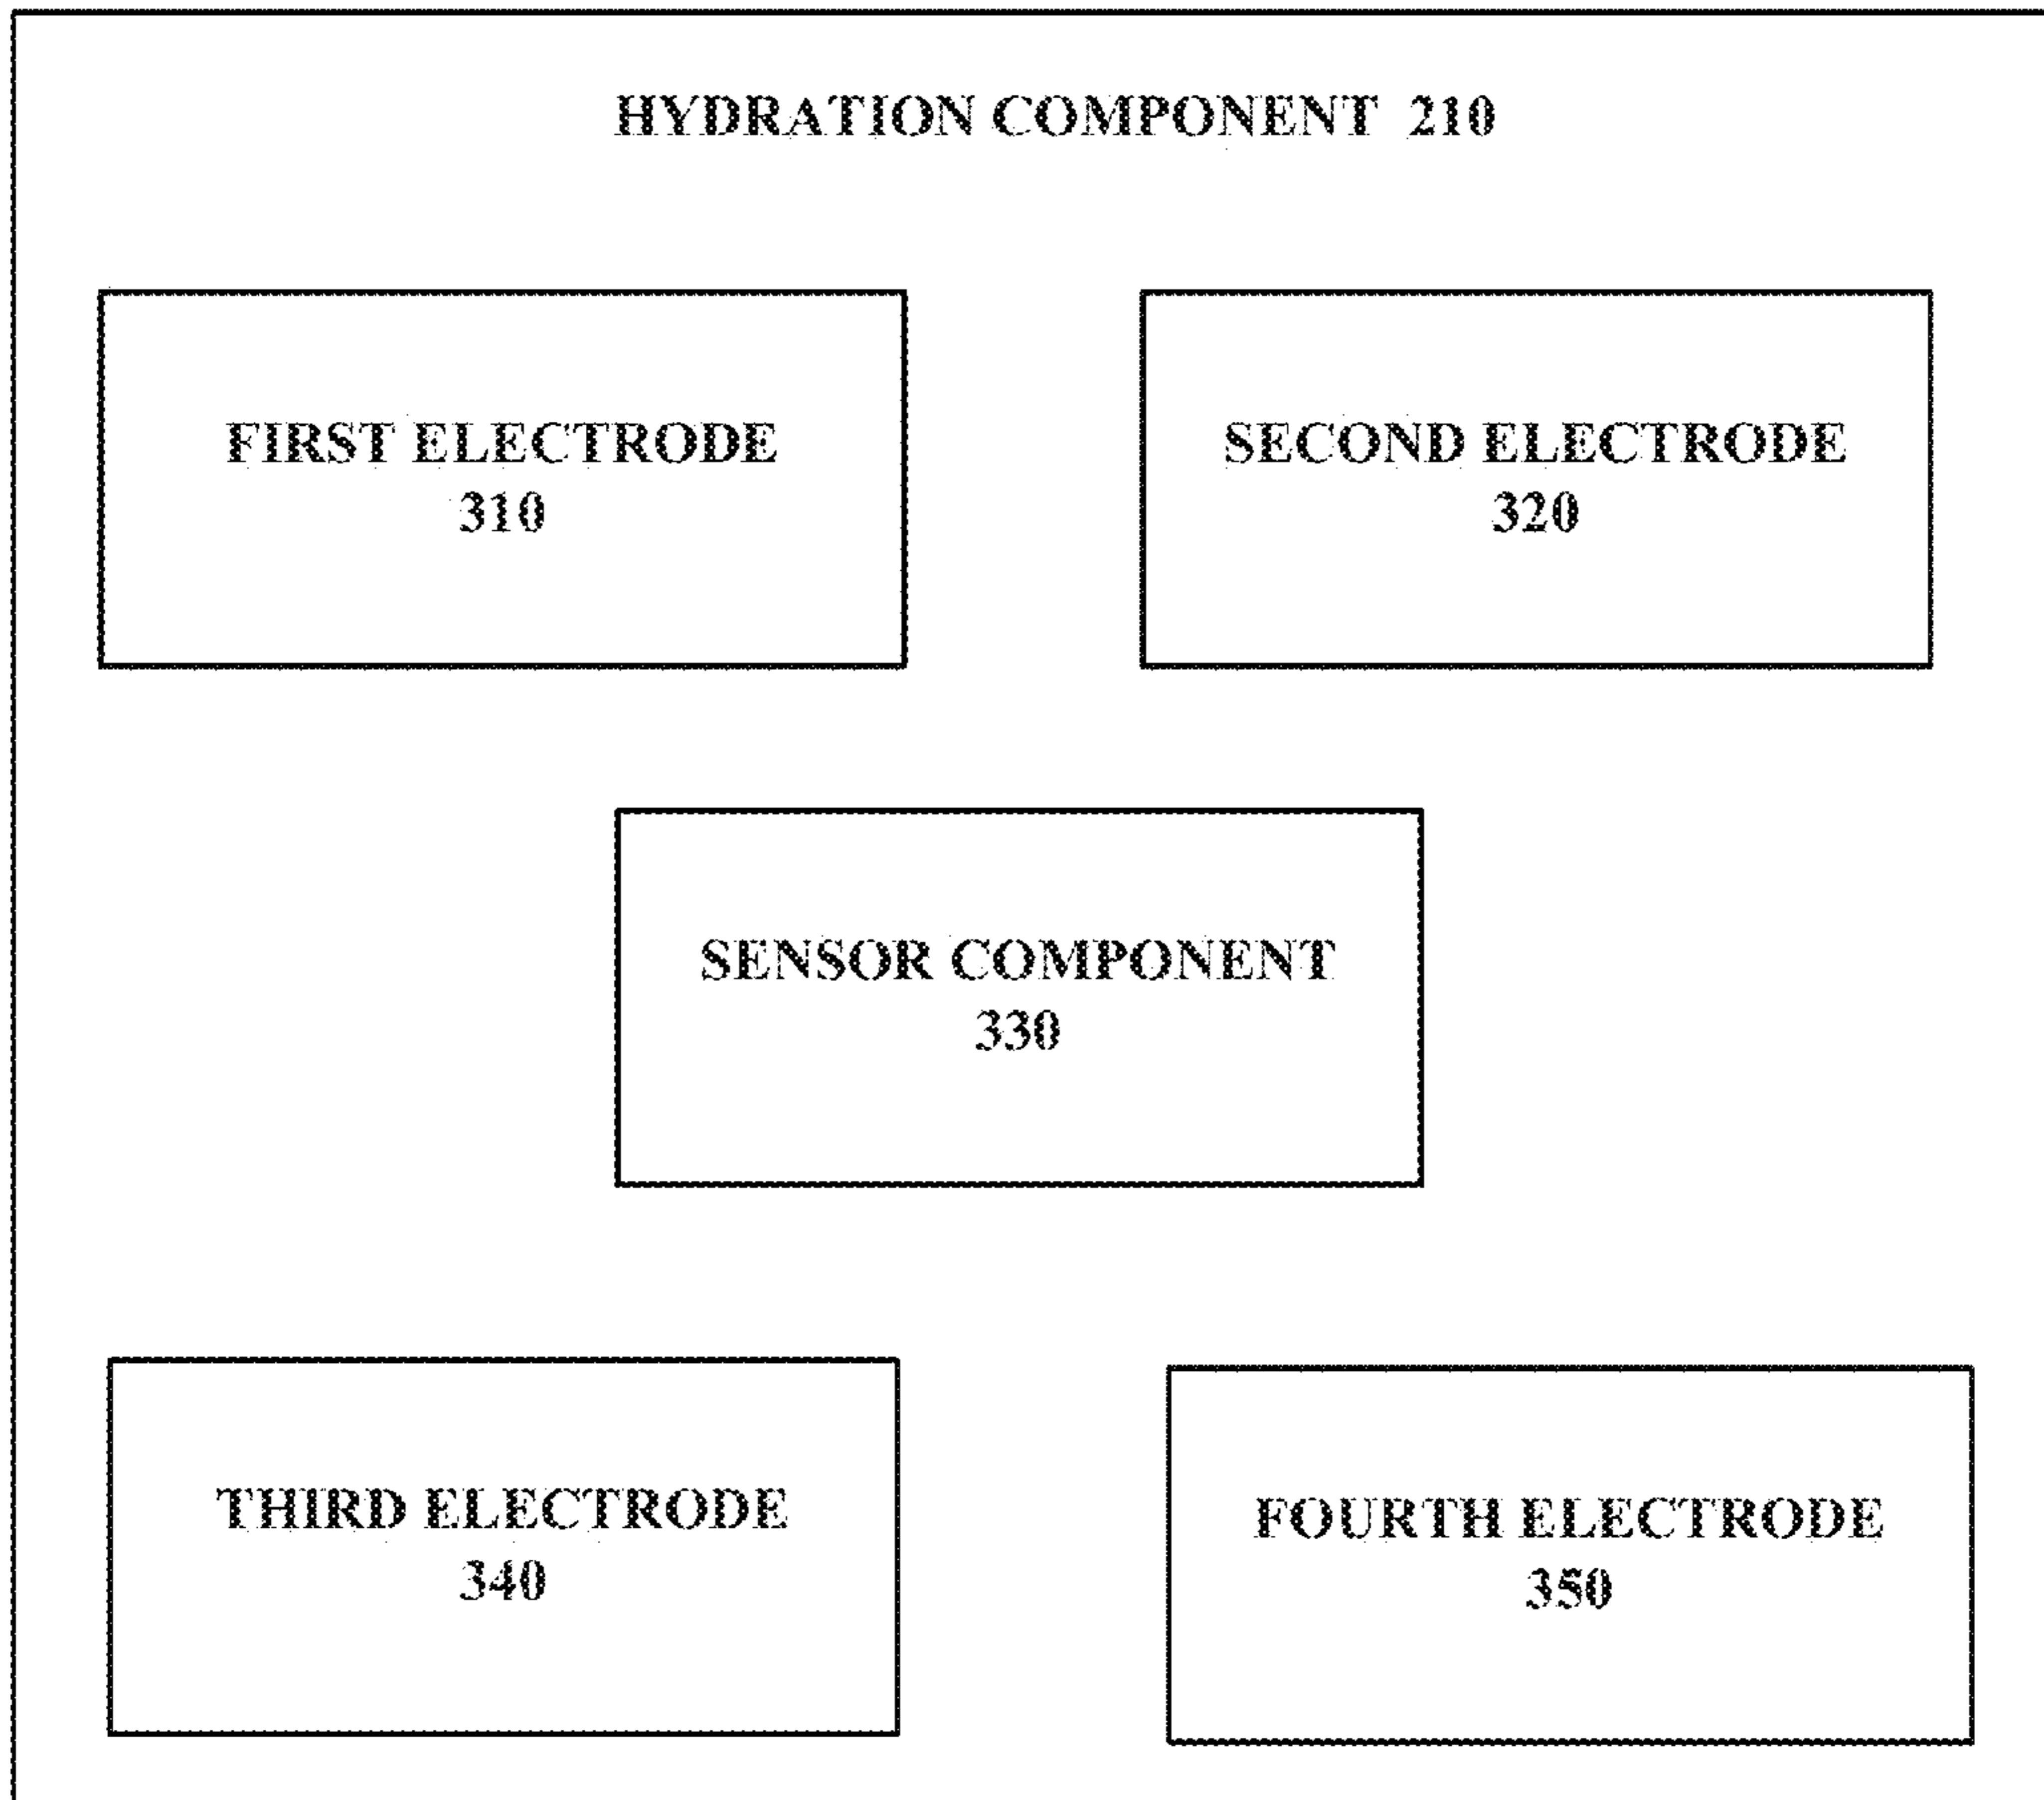 HYDRATION COMPONENT 210
FIRST ELECTRODE
310
SECOND ELECTRODE
320
SENSOR COMPONENT
330
THIRD ELECTRODE
340
FOURTH ELECTRODE
350